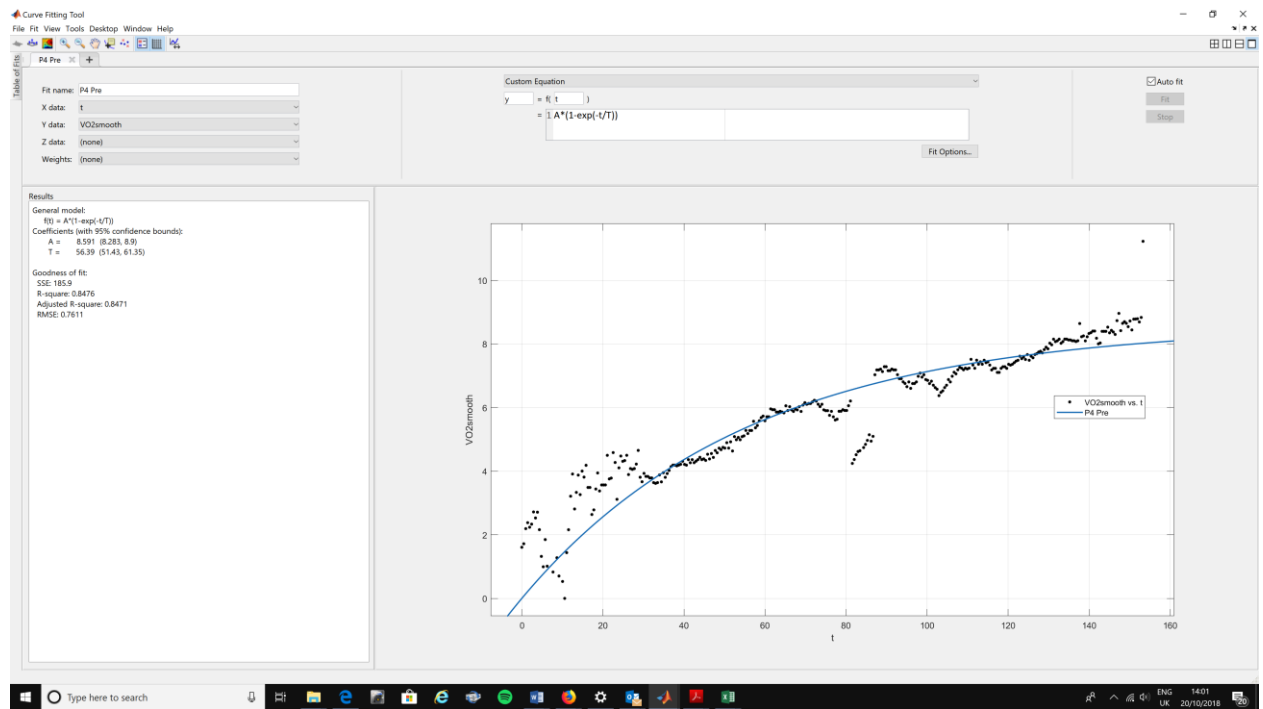 Curve Fitting Tool
File Fit View Tools Desktop Window Help
Table of Fits
P4 Pre
Fit name: P4 Pre
X data: t
Y data: VO2smooth
Z data: (none)
Weights: (none)
Custom Equation
y = f( t )
= 1 A*(1-exp(-t/T))
Fit Options...
Auto fit
Fit
Stop
Results
General model:
f(t) = A*(1-exp(-t/T))
Coefficients (with 95% confidence bounds):
A = 8.591 (8.283, 8.9)
T = 56.39 (51.43, 61.35)
Goodness of fit:
SSE: 185.9
R-square: 0.8476
Adjusted R-square: 0.8471
RMSE: 0.7611
10
8
6
4
2
0
VO2smooth
0 20 40 60 80 100 120 140 160
t
VO2smooth vs. t
P4 Pre
Type here to search
ENG
UK
14:01
20/10/2018
20